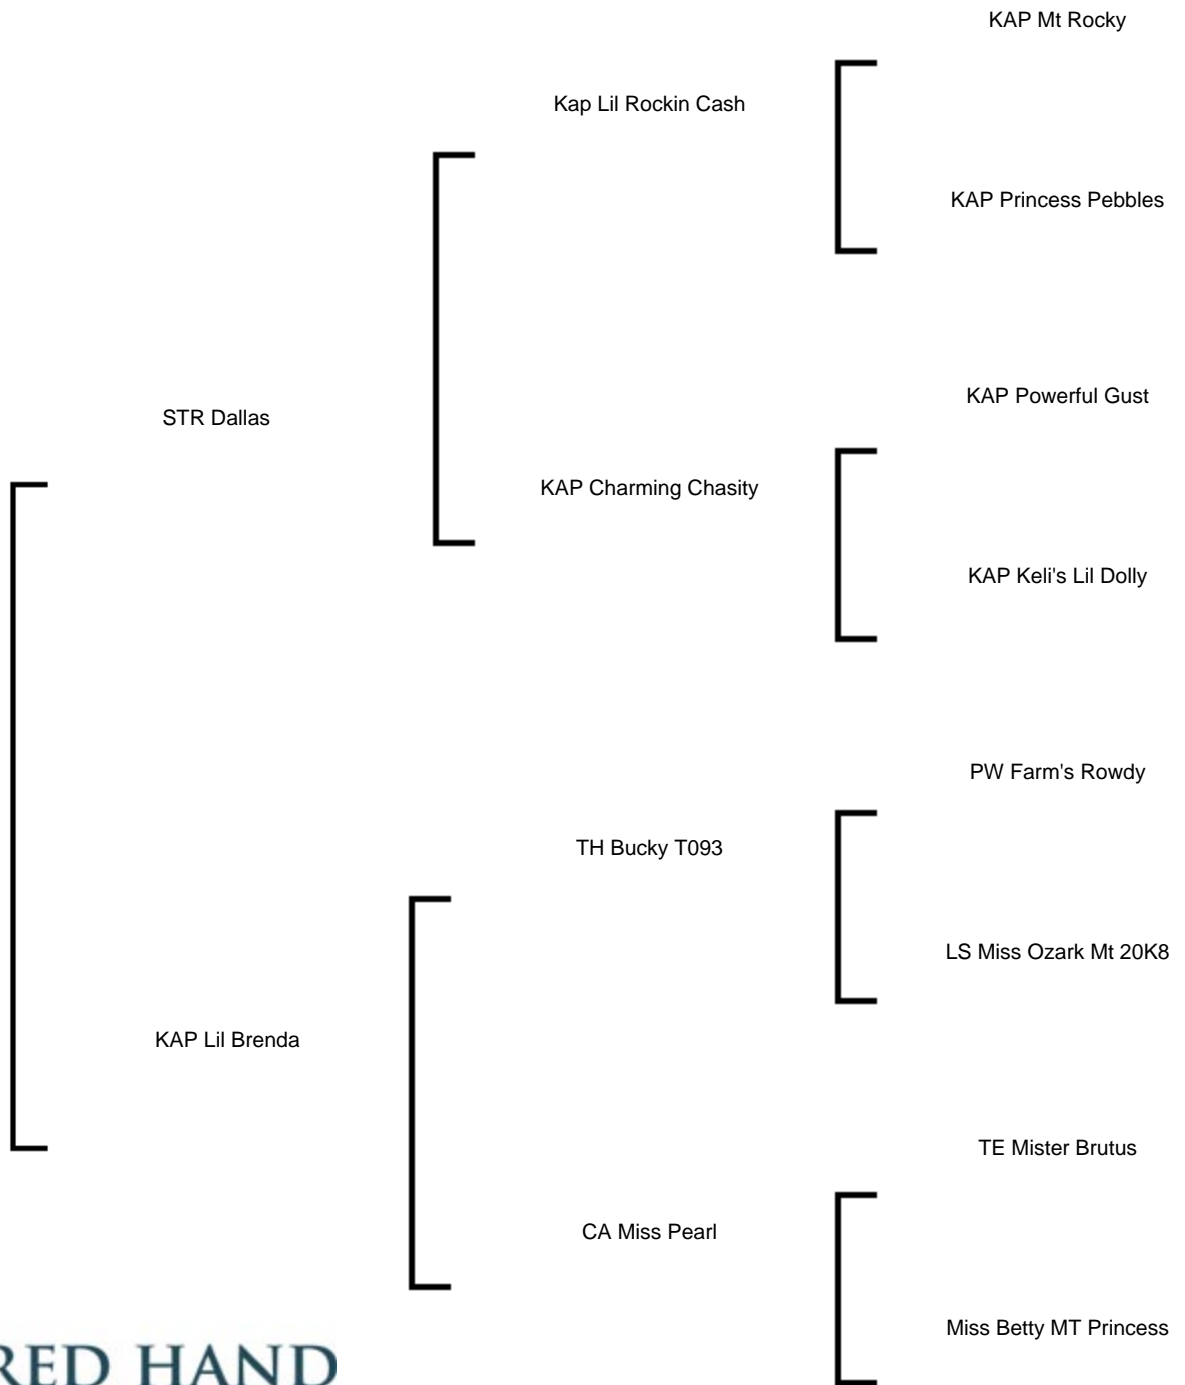 KAP Mt Rocky
Kap Lil Rockin Cash
KAP Princess Pebbles
KAP Powerful Gust
STR Dallas
KAP Charming Chasity
KAP Keli's Lil Dolly
PW Farm's Rowdy
TH Bucky T093
LS Miss Ozark Mt 20K8
KAP Lil Brenda
TE Mister Brutus
CA Miss Pearl
Miss Betty MT Princess
RED HAND